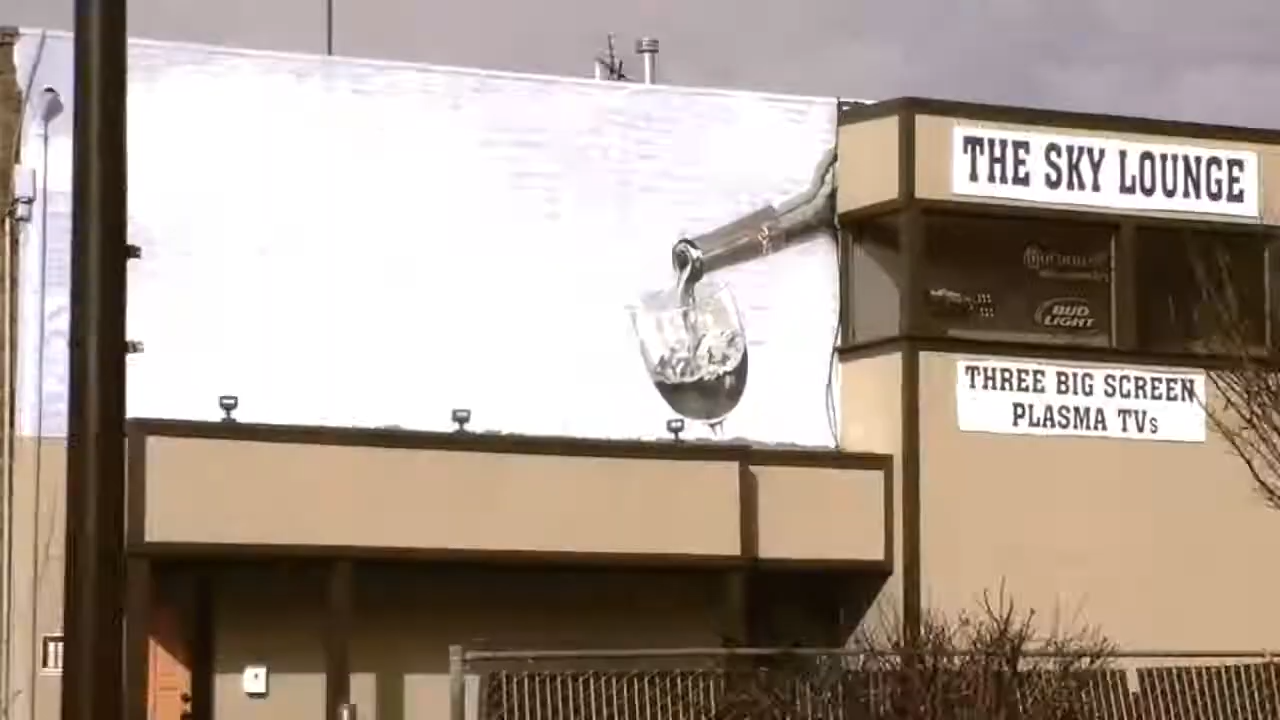 THE SKY LOUNGE
BUD
LIGHT
THREE BIG SCREEN
PLASMA TVs